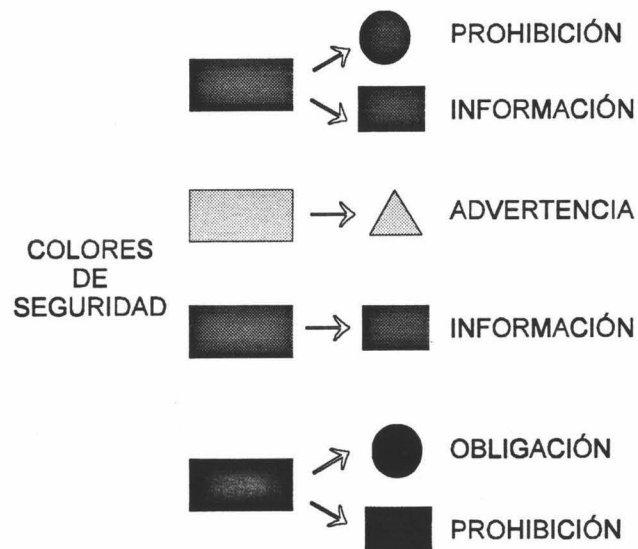 PROHIBICIÓN
INFORMACIÓN
ADVERTENCIA
COLORES
DE
SEGURIDAD
INFORMACIÓN
OBLIGACIÓN
PROHIBICIÓN